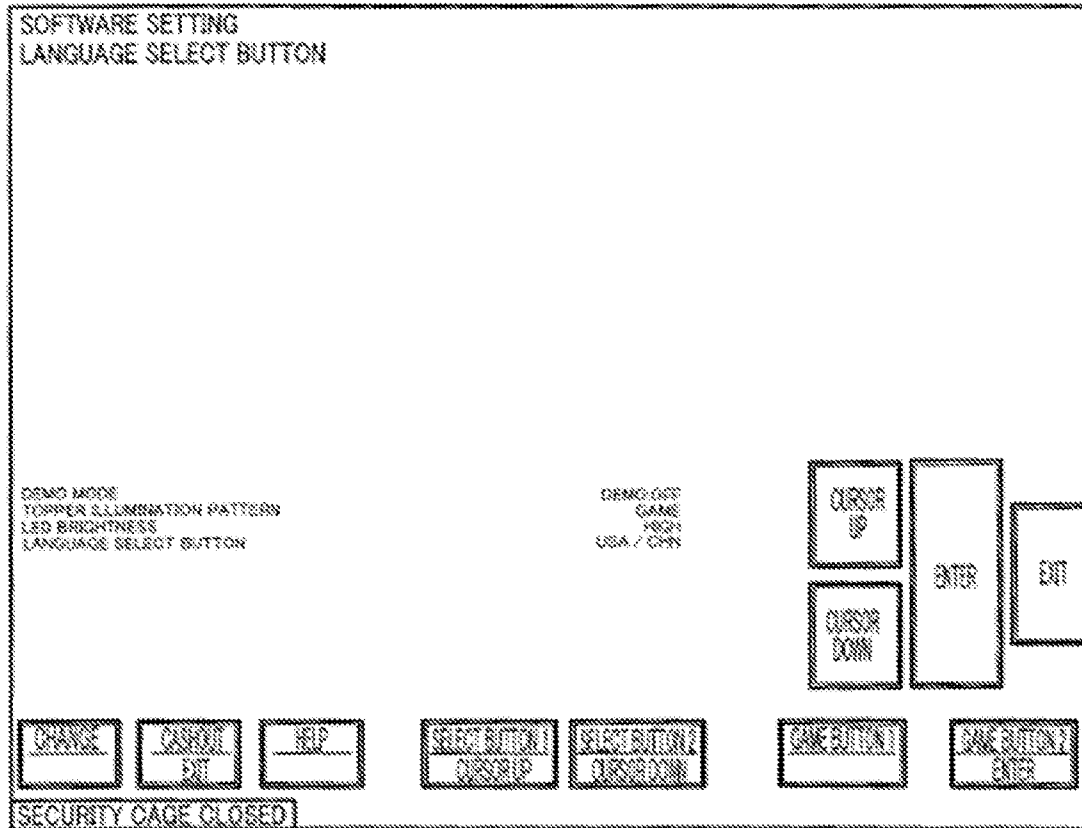 SOFTWARE SETTING
LANGUAGE SELECT BUTTON
DEMO MODE DEMO OFF
TOPPER ILLUMINATION PATTERN GAME
LED BRIGHTNESS HIGH
LANGUAGE SELECT BUTTON USA / CHN
CURSOR
UP
ENTER
EXIT
CURSOR
DOWN
CHANGE
CASHOUT
EXIT
HELP
SELECT BUTTON 1
CURSOR UP
SELECT BUTTON 2
CURSOR DOWN
GAME BUTTON 1
GAME BUTTON 2
ENTER
SECURITY CAGE CLOSED